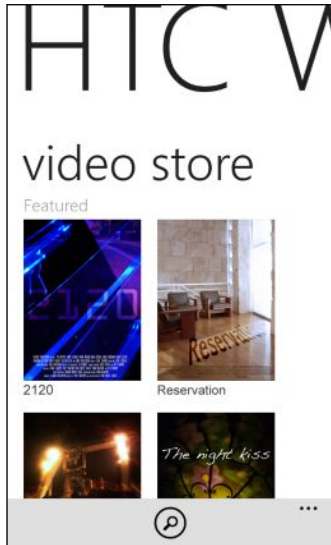 HTC W
video store
Featured
2120
Reservation
2120
Reservation
The night kiss